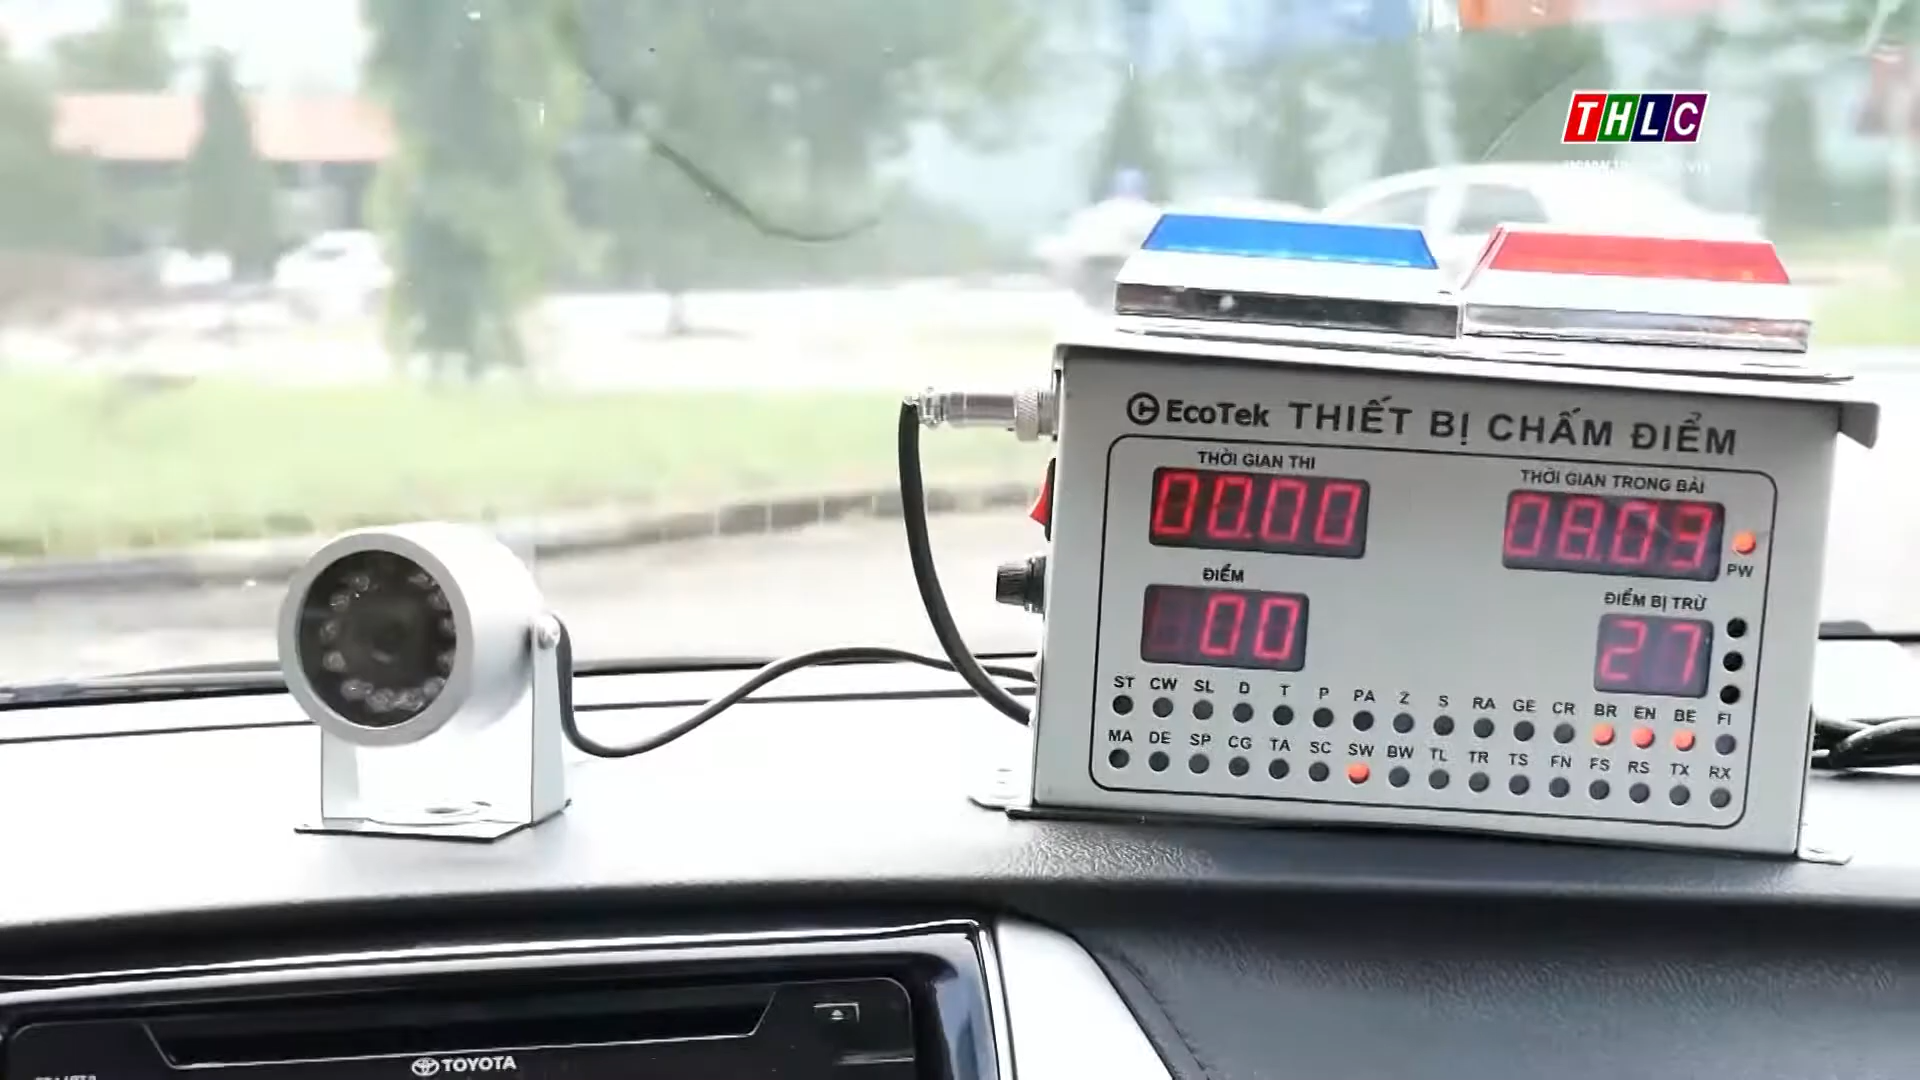 THLC
EcoTek THIẾT BỊ CHẤM ĐIỂM
THỜI GIAN THI
THỜI GIAN TRONG BÀI
00.00
08.03
PW
ĐIỂM
ĐIỂM BỊ TRỪ
00
27
ST CW SL D T P PA Z S RA GE CR BR EN BE FI
MA DE SP CG TA SC SW BW TL TR TS FN FS RS TX RX
TOYOTA